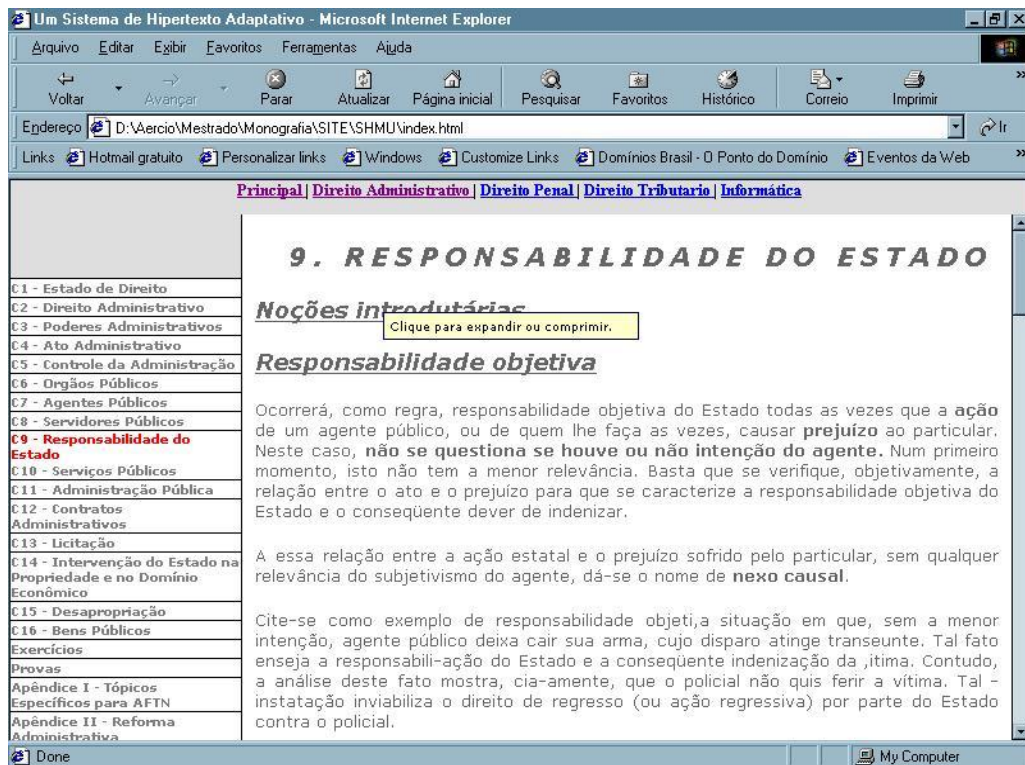 Um Sistema de Hipertexto Adaptativo - Microsoft Internet Explorer
Arquivo Editar Exibir Favoritos Ferramentas Ajuda
Voltar Avançar Parar Atualizar Página inicial Pesquisar Favoritos Histórico Correio Imprimir »
Endereço D:\Aercio\Mestrado\Monografia\SITE\SHMU\index.html Ir
Links Hotmail gratuito Personalizar links Windows Customize Links Domínios Brasil - O Ponto do Domínio Eventos da Web »
Principal | Direito Administrativo | Direito Penal | Direito Tributario | Informática
C1 - Estado de Direito
C2 - Direito Administrativo
C3 - Poderes Administrativos
C4 - Ato Administrativo
C5 - Controle da Administração
C6 - Orgãos Públicos
C7 - Agentes Públicos
C8 - Servidores Públicos
C9 - Responsabilidade do
Estado
C10 - Serviços Públicos
C11 - Administração Pública
C12 - Contratos
Administrativos
C13 - Licitação
C14 - Intervenção do Estado na
Propriedade e no Domínio
Econômico
C15 - Desapropriação
C16 - Bens Públicos
Exercícios
Provas
Apêndice I - Tópicos
Específicos para AFTN
Apêndice II - Reforma
Administrativa
9. RESPONSABILIDADE DO ESTADO
Noções introdutárias
Clique para expandir ou comprimir.
Responsabilidade objetiva
Ocorrerá, como regra, responsabilidade objetiva do Estado todas as vezes que a ação
de um agente público, ou de quem lhe faça as vezes, causar prejuízo ao particular.
Neste caso, não se questiona se houve ou não intenção do agente. Num primeiro
momento, isto não tem a menor relevância. Basta que se verifique, objetivamente, a
relação entre o ato e o prejuízo para que se caracterize a responsabilidade objetiva do
Estado e o conseqüente dever de indenizar.
A essa relação entre a ação estatal e o prejuízo sofrido pelo particular, sem qualquer
relevância do subjetivismo do agente, dá-se o nome de nexo causal.
Cite-se como exemplo de responsabilidade objeti,a situação em que, sem a menor
intenção, agente público deixa cair sua arma, cujo disparo atinge transeunte. Tal fato
enseja a responsabili-ação do Estado e a conseqüente indenização da ,itima. Contudo,
a análise deste fato mostra, cia-amente, que o policial não quis ferir a vítima. Tal -
instatação inviabiliza o direito de regresso (ou ação regressiva) por parte do Estado
contra o policial.
Done My Computer